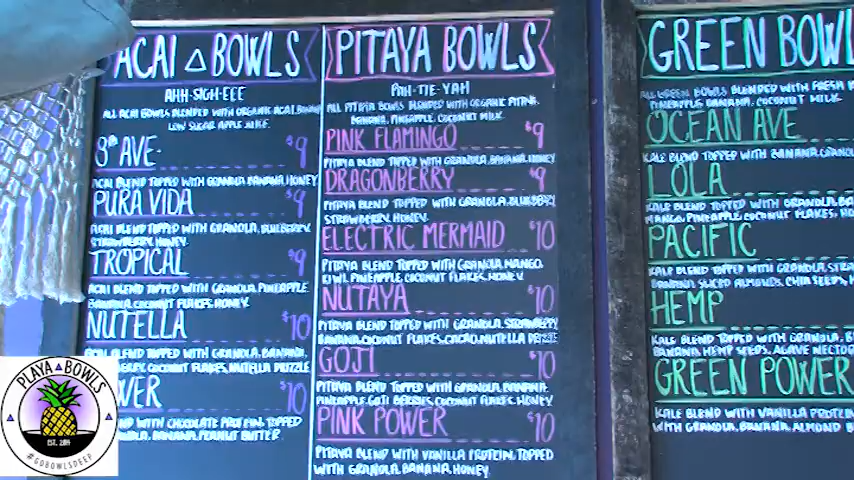 ACAI BOWLS
AHH-SIGH-EEE
ALL ACAI BOWLS BLENDED WITH ORGANIC ACAI, BANANA
LOW SUGAR APPLE JUICE.
8TH AVE. $9
ACAI BLEND TOPPED WITH GRANOLA, BANANA, HONEY.
PURA VIDA $9
ACAI BLEND TOPPED WITH GRANOLA, BLUEBERRY,
STRAWBERRY, HONEY.
TROPICAL $9
ACAI BLEND TOPPED WITH GRANOLA, PINEAPPLE,
BANANA, COCONUT FLAKES, HONEY.
NUTELLA $10
ACAI BLEND TOPPED WITH GRANOLA, BANANA,
COCONUT FLAKES, NUTELLA DRIZZLE
WER $10
ND WITH CHOCOLATE PROTEIN, TOPPED
BANANA, PEANUT BUTTER.
PITAYA BOWLS
PIH-TIE-YAH
ALL PITAYA BOWLS BLENDED WITH ORGANIC PITAYA,
BANANA, PINEAPPLE, COCONUT MILK.
PINK FLAMINGO $9
PITAYA BLEND TOPPED WITH GRANOLA, BANANA, HONEY
DRAGONBERRY $9
PITAYA BLEND TOPPED WITH GRANOLA, BLUEBERRY
STRAWBERRY, HONEY.
ELECTRIC MERMAID $10
PITAYA BLEND TOPPED WITH GRANOLA, MANGO,
KIWI, PINEAPPLE, COCONUT FLAKES, HONEY.
NUTAYA $10
PITAYA BLEND TOPPED WITH GRANOLA, STRAWBERRY
BANANA, COCONUT FLAKES, CACAO, NUTELLA DRIZZLE
GOJI $10
PITAYA BLEND TOPPED WITH GRANOLA, BANANA,
PINEAPPLE, GOJI BERRIES, COCONUT FLAKES, HONEY.
PINK POWER $10
PITAYA BLEND WITH VANILLA PROTEIN, TOPPED
WITH GRANOLA, BANANA, HONEY.
GREEN BOWL
ALL GREEN BOWLS BLENDED WITH FRESH K
PINEAPPLE, BANANA, COCONUT MILK.
OCEAN AVE
KALE BLEND TOPPED WITH BANANA, GRANOL
LOLA
KALE BLEND TOPPED WITH GRANOLA, BA
MANGO, PINEAPPLE, COCONUT FLAKES, HO
PACIFIC
KALE BLEND TOPPED WITH GRANOLA, STRA
BANANA, SLICED ALMONDS, CHIA SEEDS, H
HEMP
KALE BLEND TOPPED WITH GRANOLA, B
BANANA, HEMP SEEDS, AGAVE NECTAR
GREEN POWER
KALE BLEND WITH VANILLA PROTEIN
WITH GRANOLA, BANANA, ALMOND B
PLAYA BOWLS
EST. 2014
#GOBOWLSDEEP